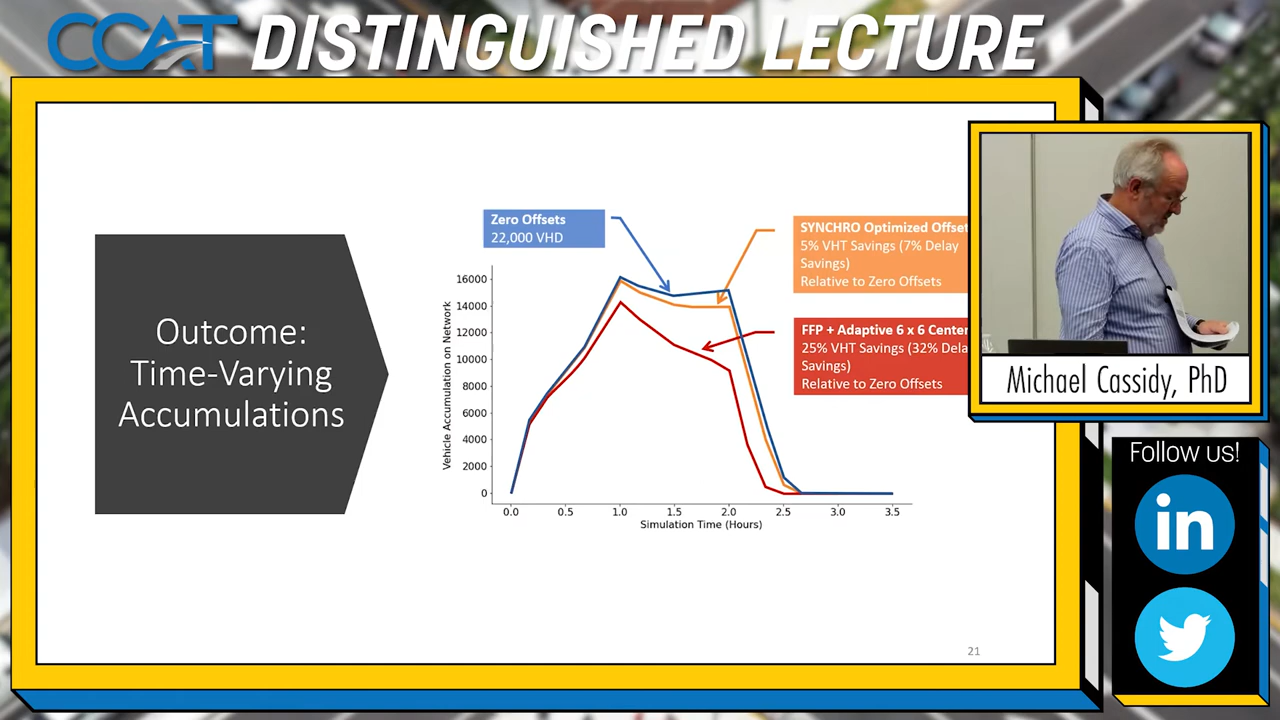 CCAT DISTINGUISHED LECTURE
Outcome:
Time-Varying
Accumulations
Zero Offsets
22,000 VHD
SYNCHRO Optimized
5% VHT Savings (7% Delay
Savings)
Relative to Zero Offsets
FFP + Adaptive 6 x 6 Center
25% VHT Savings (32%
Savings)
Relative to Zero Offsets
Vehicle Accumulation on Network
16000
14000
12000
10000
8000
6000
4000
2000
0
0.0 0.5 1.0 1.5 2.0 2.5 3.0 3.5
Simulation Time (Hours)
21
Michael Cassidy, PhD
Follow us!
in